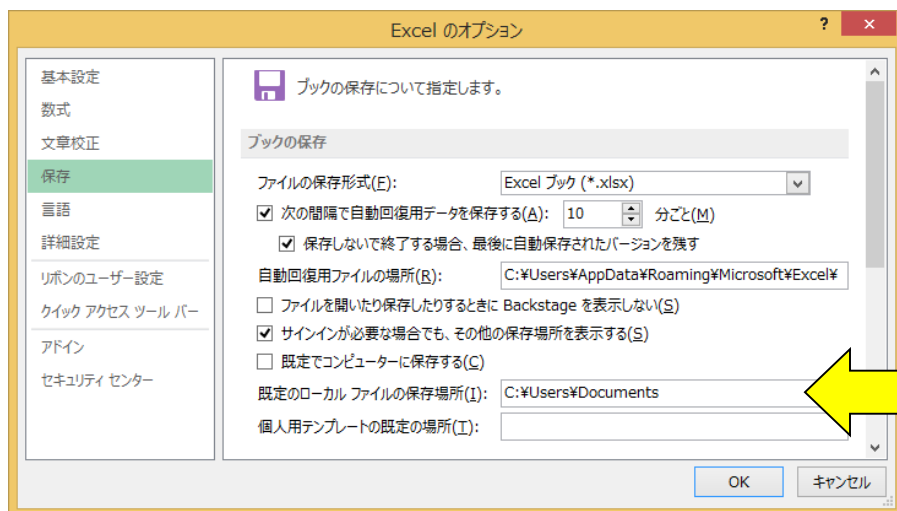 Excel のオプション
? ×
基本設定
数式
文章校正
保存
言語
詳細設定
リボンのユーザー設定
クイック アクセス ツール バー
アドイン
セキュリティ センター
ブックの保存について指定します。
ブックの保存
ファイルの保存形式(F): Excel ブック (*.xlsx)
次の間隔で自動回復用データを保存する(A): 10 分ごと(M)
保存しないで終了する場合、最後に自動保存されたバージョンを残す
自動回復用ファイルの場所(R): C:¥Users¥AppData¥Roaming¥Microsoft¥Excel¥
ファイルを開いたり保存したりするときに Backstage を表示しない(S)
サインインが必要な場合でも、その他の保存場所を表示する(S)
既定でコンピューターに保存する(C)
既定のローカル ファイルの保存場所(I): C:¥Users¥Documents
個人用テンプレートの既定の場所(T):
OK キャンセル